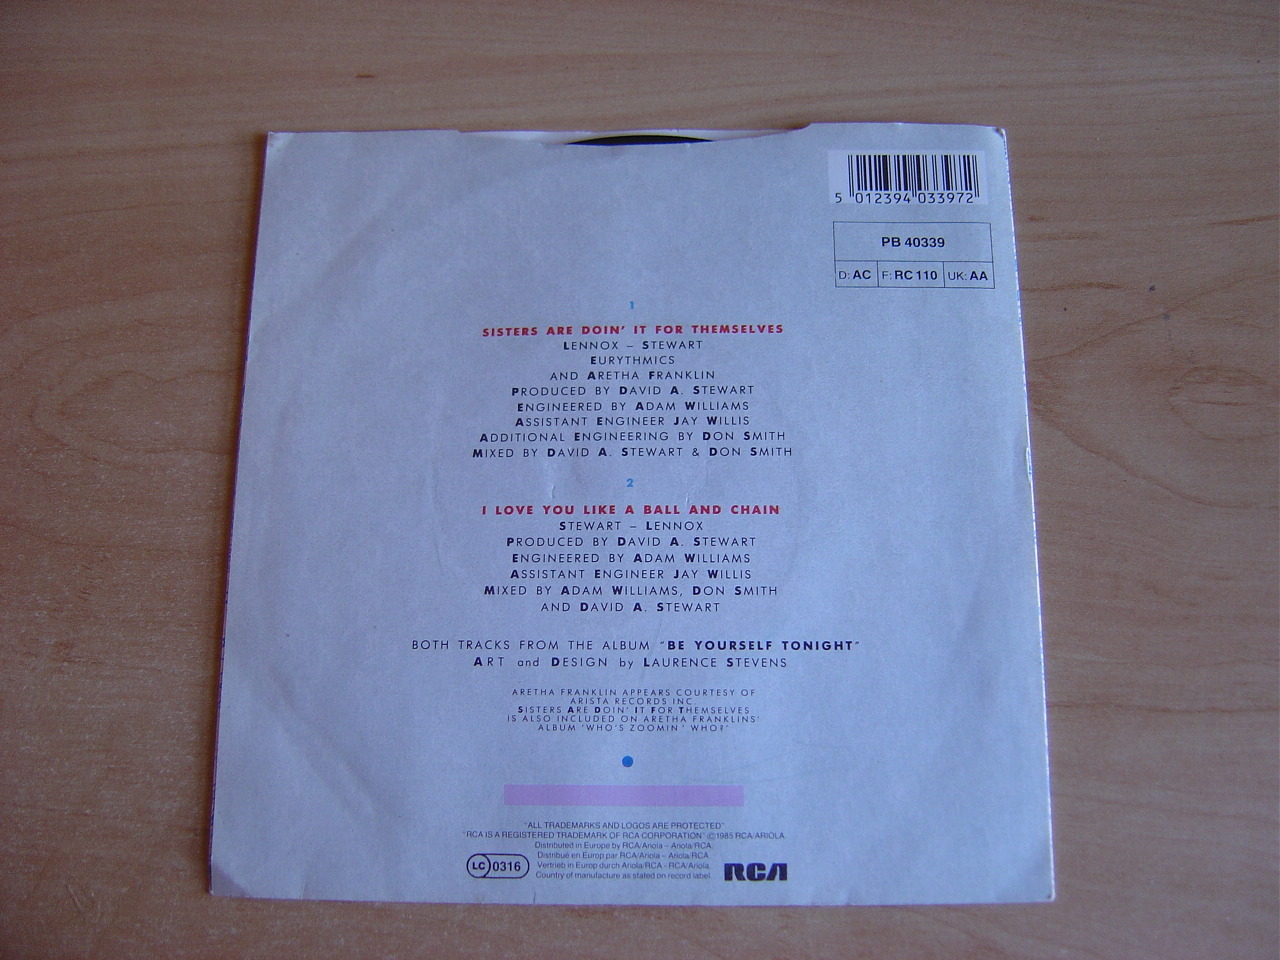 5 012394 033972
PB 40339
D: AC F: RC 110 UK: AA
1
SISTERS ARE DOIN' IT FOR THEMSELVES
LENNOX – STEWART
EURYTHMICS
AND ARETHA FRANKLIN
PRODUCED BY DAVID A. STEWART
ENGINEERED BY ADAM WILLIAMS
ASSISTANT ENGINEER JAY WILLIS
ADDITIONAL ENGINEERING BY DON SMITH
MIXED BY DAVID A. STEWART & DON SMITH
2
I LOVE YOU LIKE A BALL AND CHAIN
STEWART – LENNOX
PRODUCED BY DAVID A. STEWART
ENGINEERED BY ADAM WILLIAMS
ASSISTANT ENGINEER JAY WILLIS
MIXED BY ADAM WILLIAMS, DON SMITH
AND DAVID A. STEWART
BOTH TRACKS FROM THE ALBUM "BE YOURSELF TONIGHT"
ART and DESIGN by LAURENCE STEVENS
ARETHA FRANKLIN APPEARS COURTESY OF
ARISTA RECORDS INC.
SISTERS ARE DOIN' IT FOR THEMSELVES
IS ALSO INCLUDED ON ARETHA FRANKLINS'
ALBUM 'WHO'S ZOOMIN' WHO?'
"ALL TRADEMARKS AND LOGOS ARE PROTECTED"
"RCA IS A REGISTERED TRADEMARK OF RCA CORPORATION" ©1985 RCA/ARIOLA.
Distributed in Europe by RCA/Ariola – Ariola/RCA.
Distribué en Europ par RCA/Ariola – Ariola/RCA.
Vertrieb in Europ durch Ariola/RCA - RCA/Ariola.
Country of manufacture as stated on record label.
LC 0316
RCA